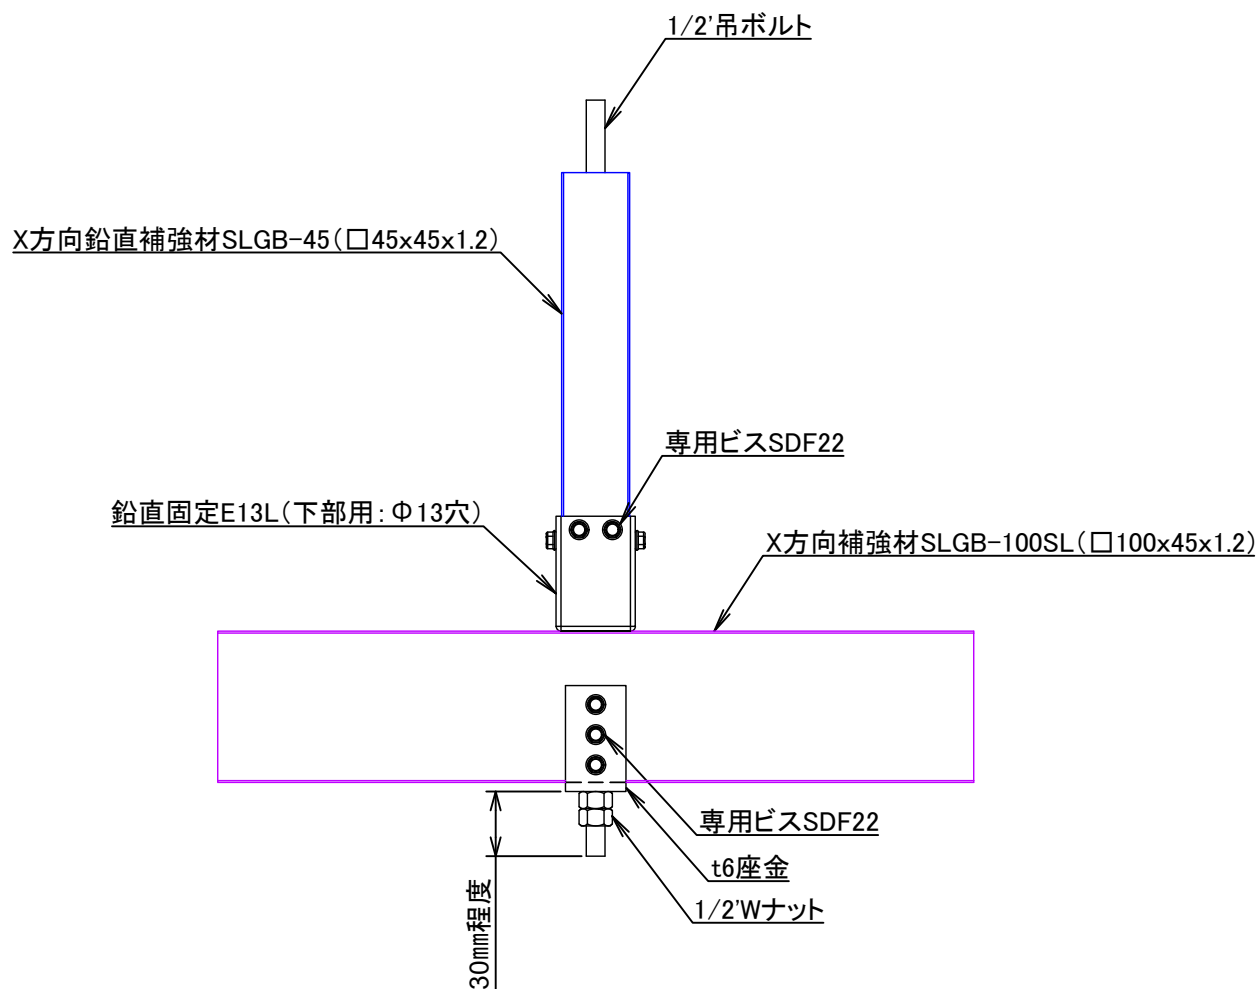 1/2'吊ボルト
X方向鉛直補強材SLGB-45(□45x45x1.2)
専用ビスSDF22
鉛直固定E13L(下部用:Φ13穴)
X方向補強材SLGB-100SL(□100x45x1.2)
専用ビスSDF22
t6座金
1/2'Wナット
30mm程度